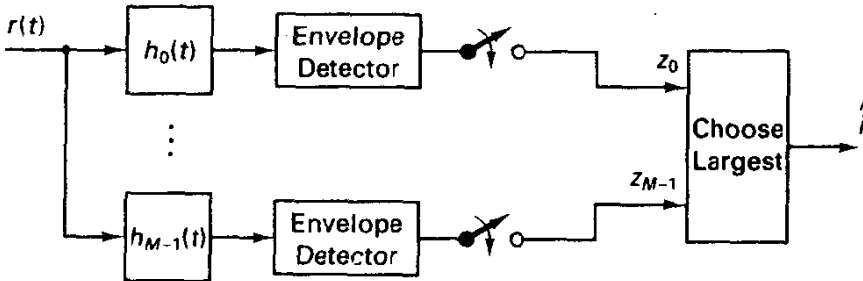 r(t)
h₀(t)
Envelope
Detector
z₀
Choose
Largest
⋮
h_{M−1}(t)
Envelope
Detector
z_{M−1}